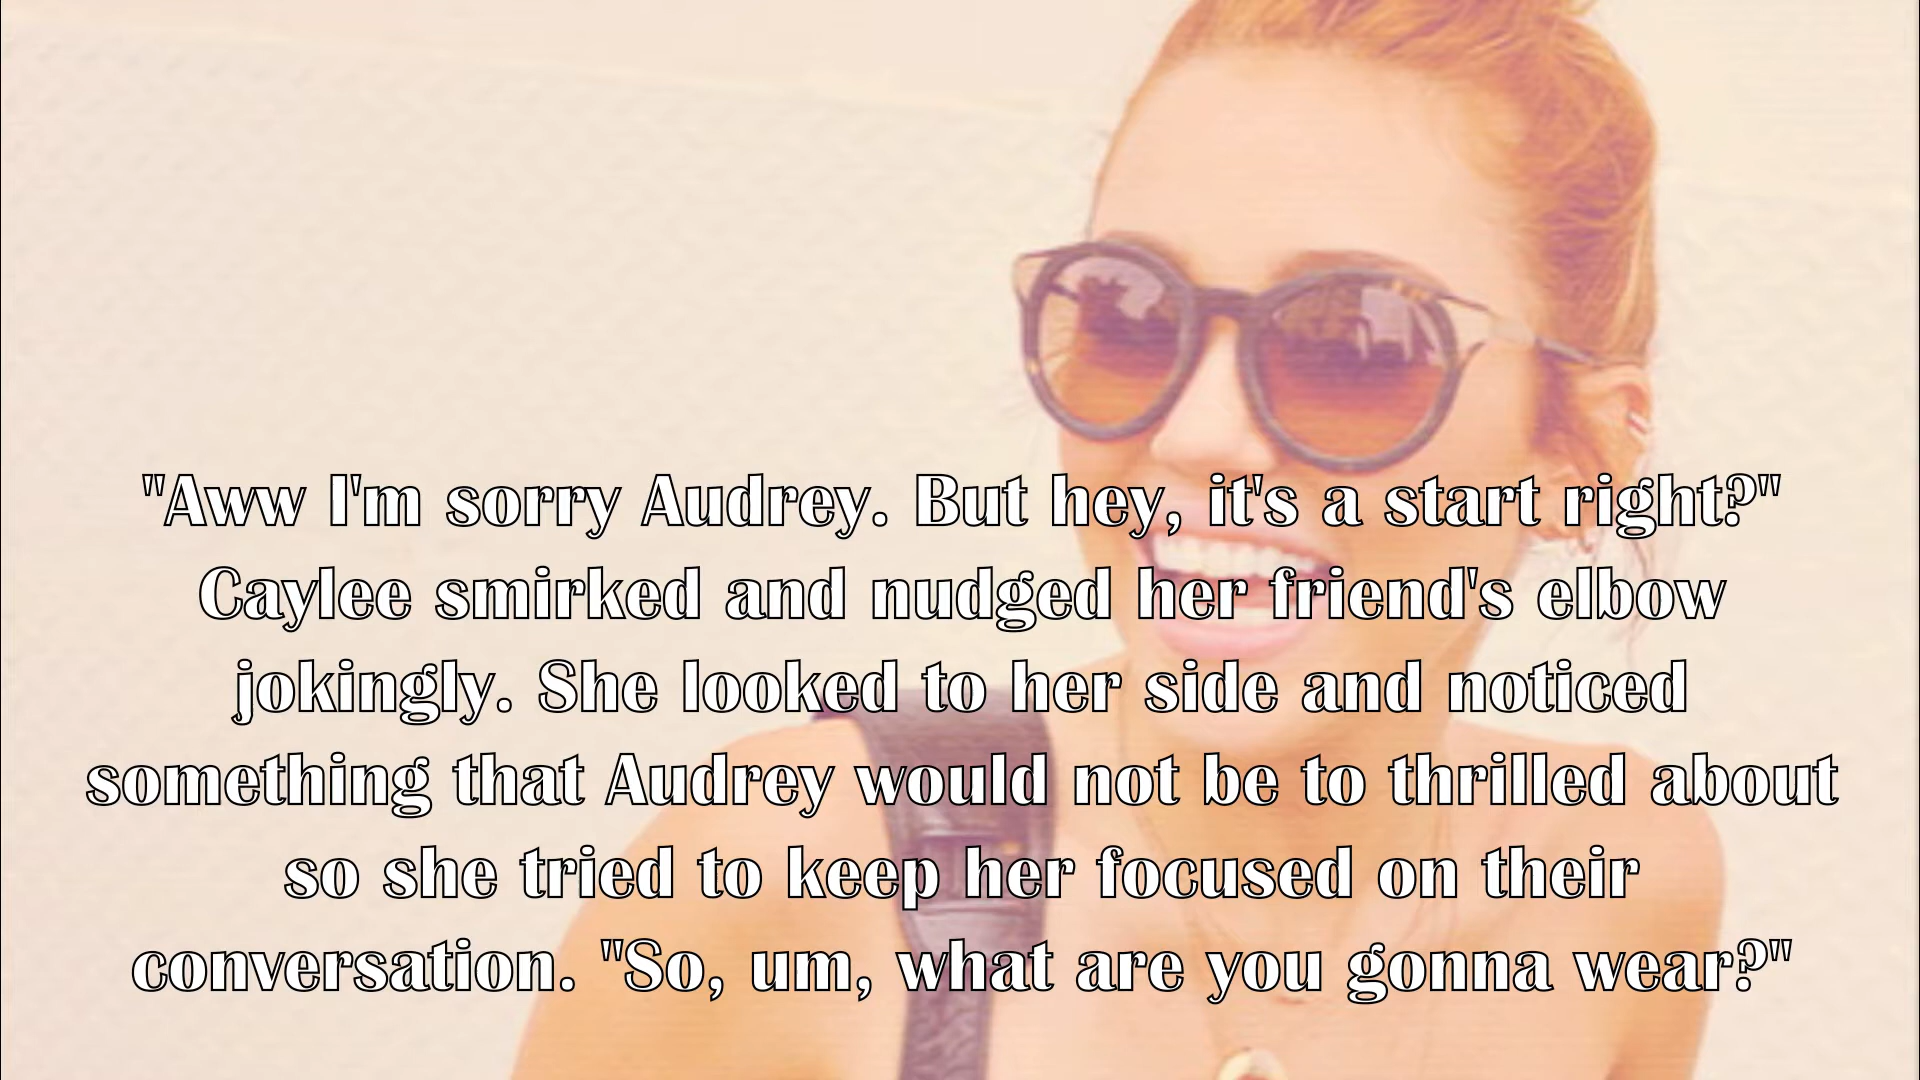 "Aww I'm sorry Audrey. But hey, it's a start right?"
Caylee smirked and nudged her friend's elbow
jokingly. She looked to her side and noticed
something that Audrey would not be to thrilled about
so she tried to keep her focused on their
conversation. "So, um, what are you gonna wear?"